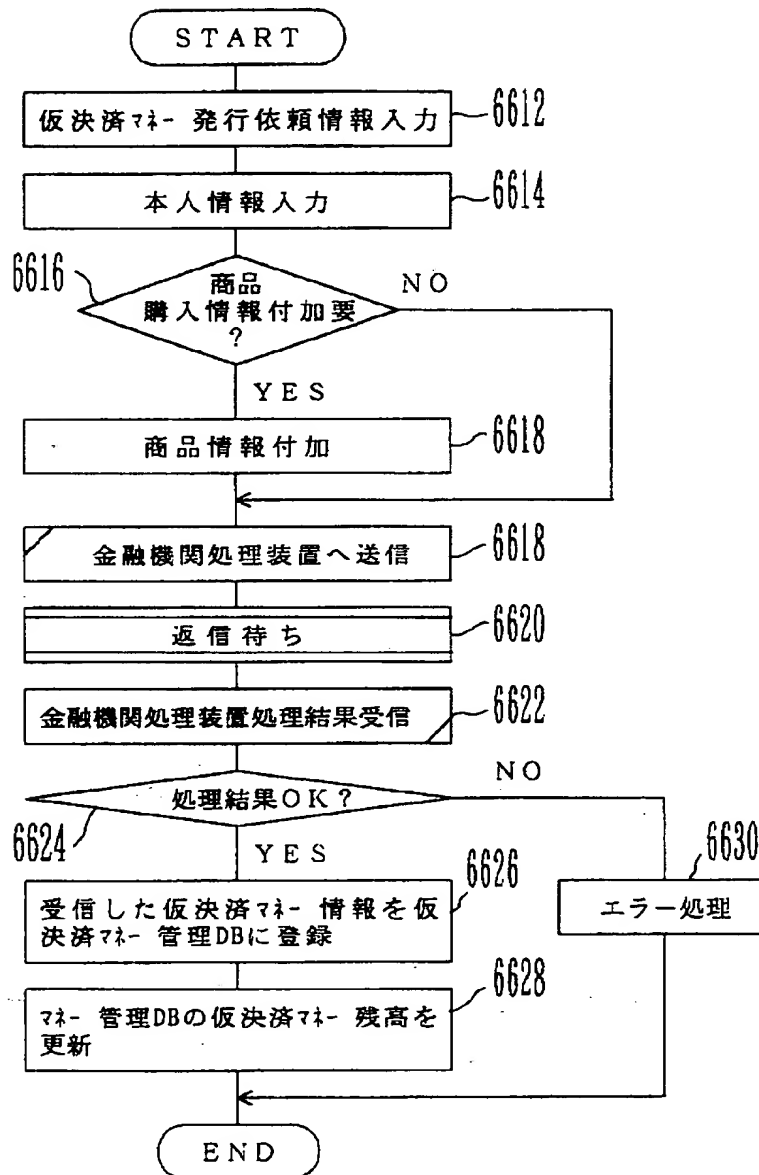 START
仮決済マネー 発行依頼情報入力
6612
本人情報入力
6614
6616
商品
購入情報付加要
?
NO
YES
商品情報付加
6618
金融機関処理装置へ送信
6618
返信待ち
6620
金融機関処理装置処理結果受信
6622
処理結果OK?
NO
6624
YES
6626
6630
受信した仮決済マネー 情報を仮
決済マネー 管理DBに登録
エラー処理
6628
マネー 管理DBの仮決済マネー 残高を
更新
END